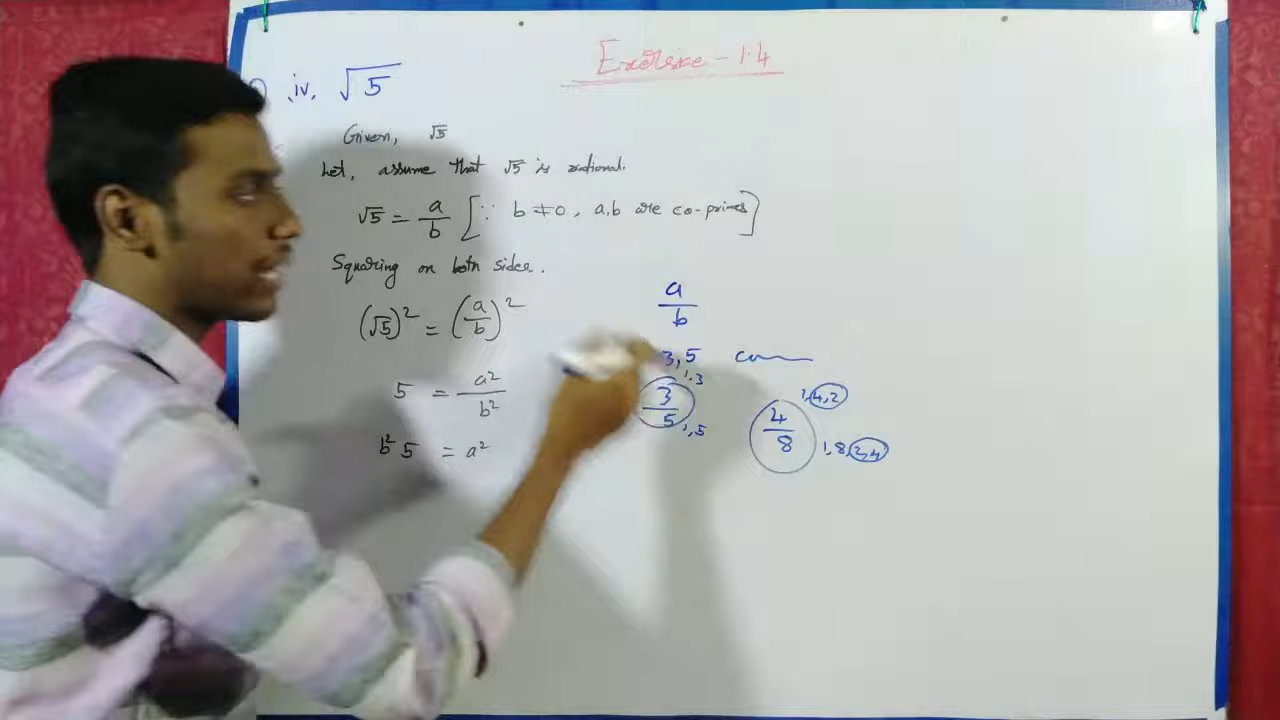 Exercise - 1.4
iv. √5
Given, √5
Let, assume that √5 is rational.
√5 = a/b [∵ b ≠ 0, a,b are co-primes]
Squaring on both sides.
(√5)² = (a/b)²
5 = a²/b²
b² 5 = a²
a/b
3,5
3/5 1,3 1,5
4/8 1,4,2 1,8,2,4